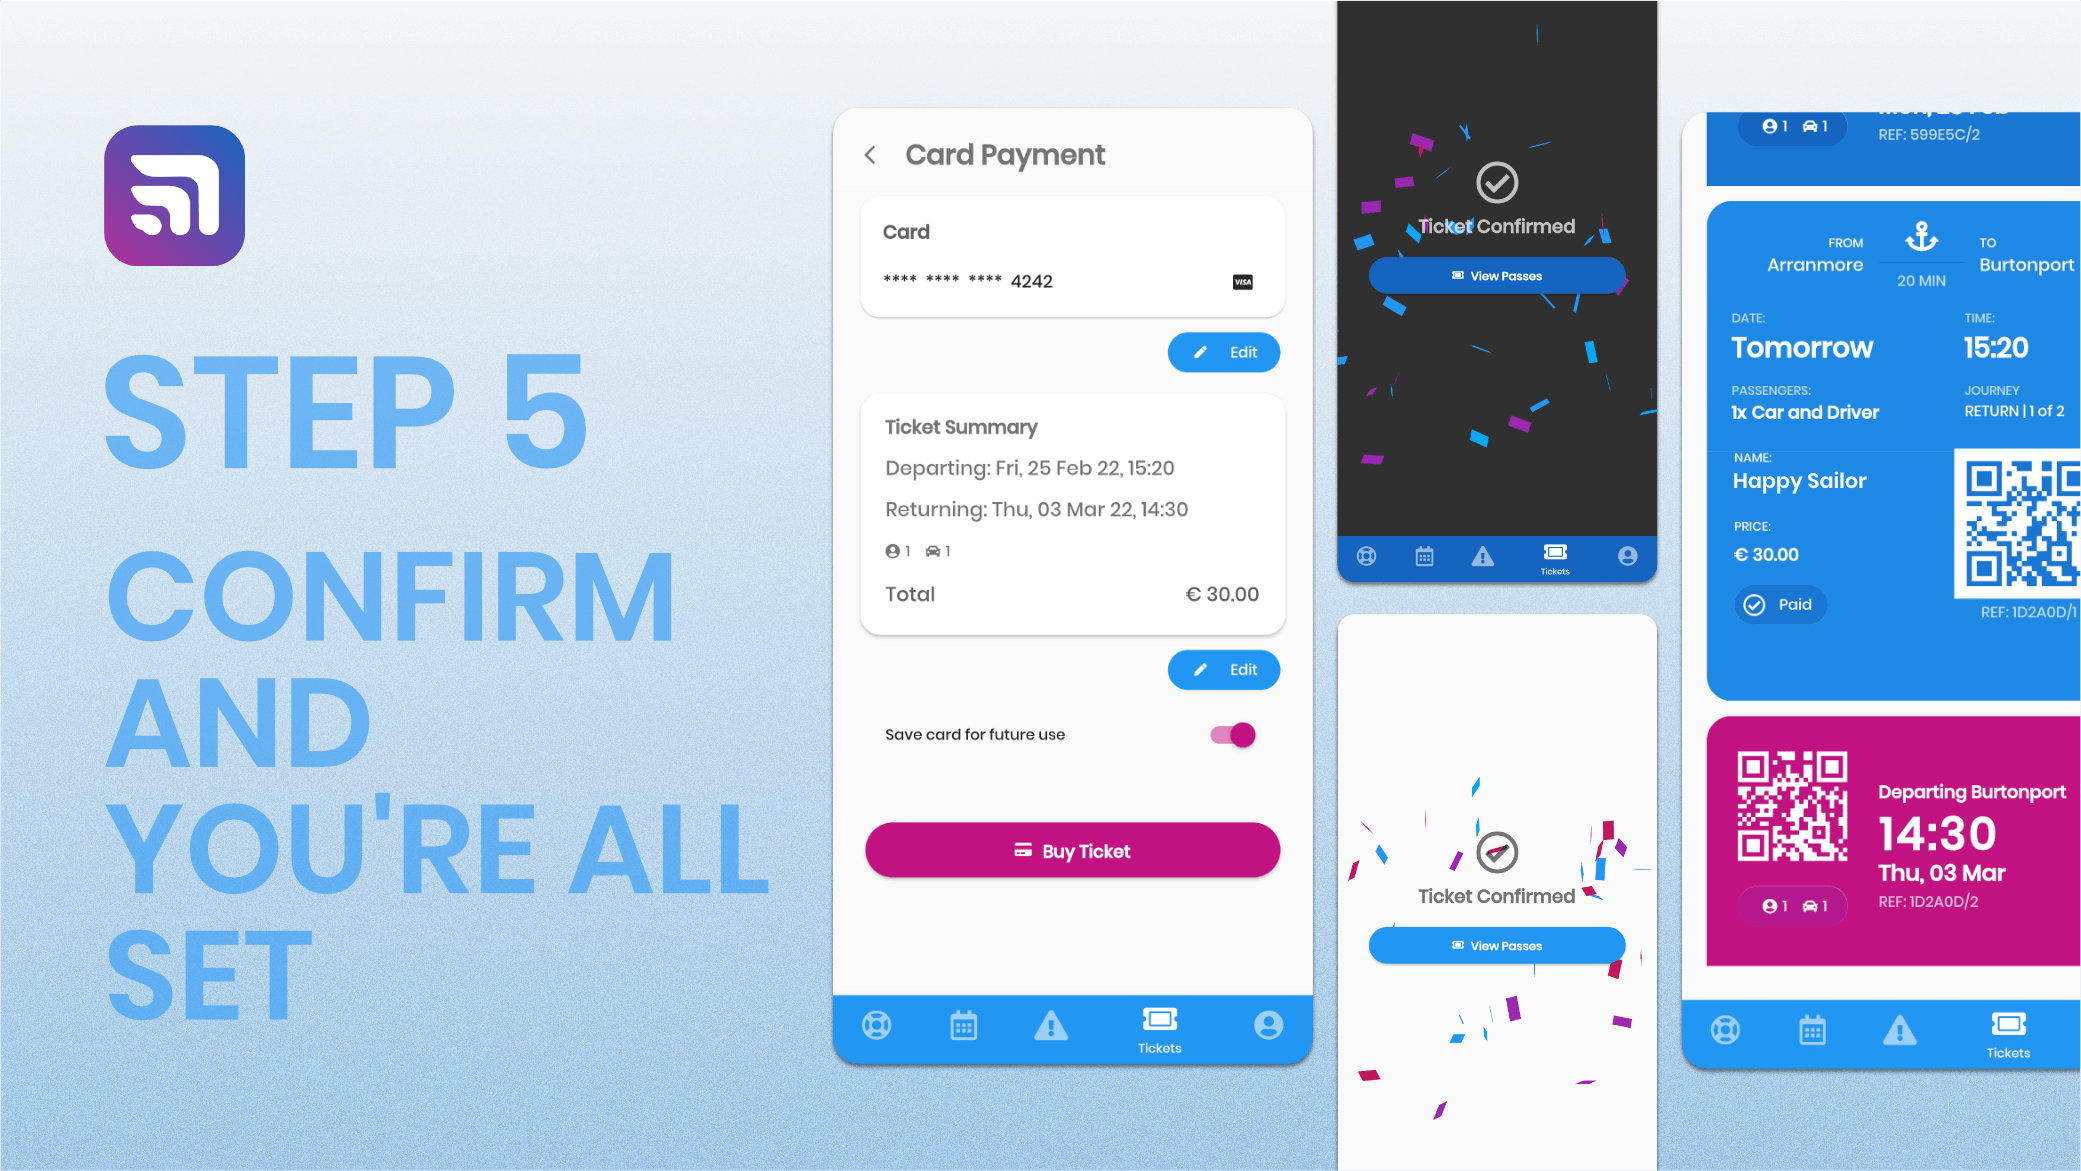 STEP 5
CONFIRM
AND
YOU'RE ALL
SET
Card Payment
Card
**** **** **** 4242
VISA
Edit
Ticket Summary
Departing: Fri, 25 Feb 22, 15:20
Returning: Thu, 03 Mar 22, 14:30
1 1
Total € 30.00
Edit
Save card for future use
Buy Ticket
Tickets
Ticket Confirmed
View Passes
Tickets
Ticket Confirmed
View Passes
1 1
REF: 599E5C/2
FROM TO
Arranmore Burtonport
20 MIN
DATE: TIME:
Tomorrow 15:20
PASSENGERS: JOURNEY
1x Car and Driver RETURN | 1 of 2
NAME:
Happy Sailor
PRICE:
€ 30.00
Paid
REF: 1D2A0D/1
Departing Burtonport
14:30
Thu, 03 Mar
1 1 REF: 1D2A0D/2
Tickets